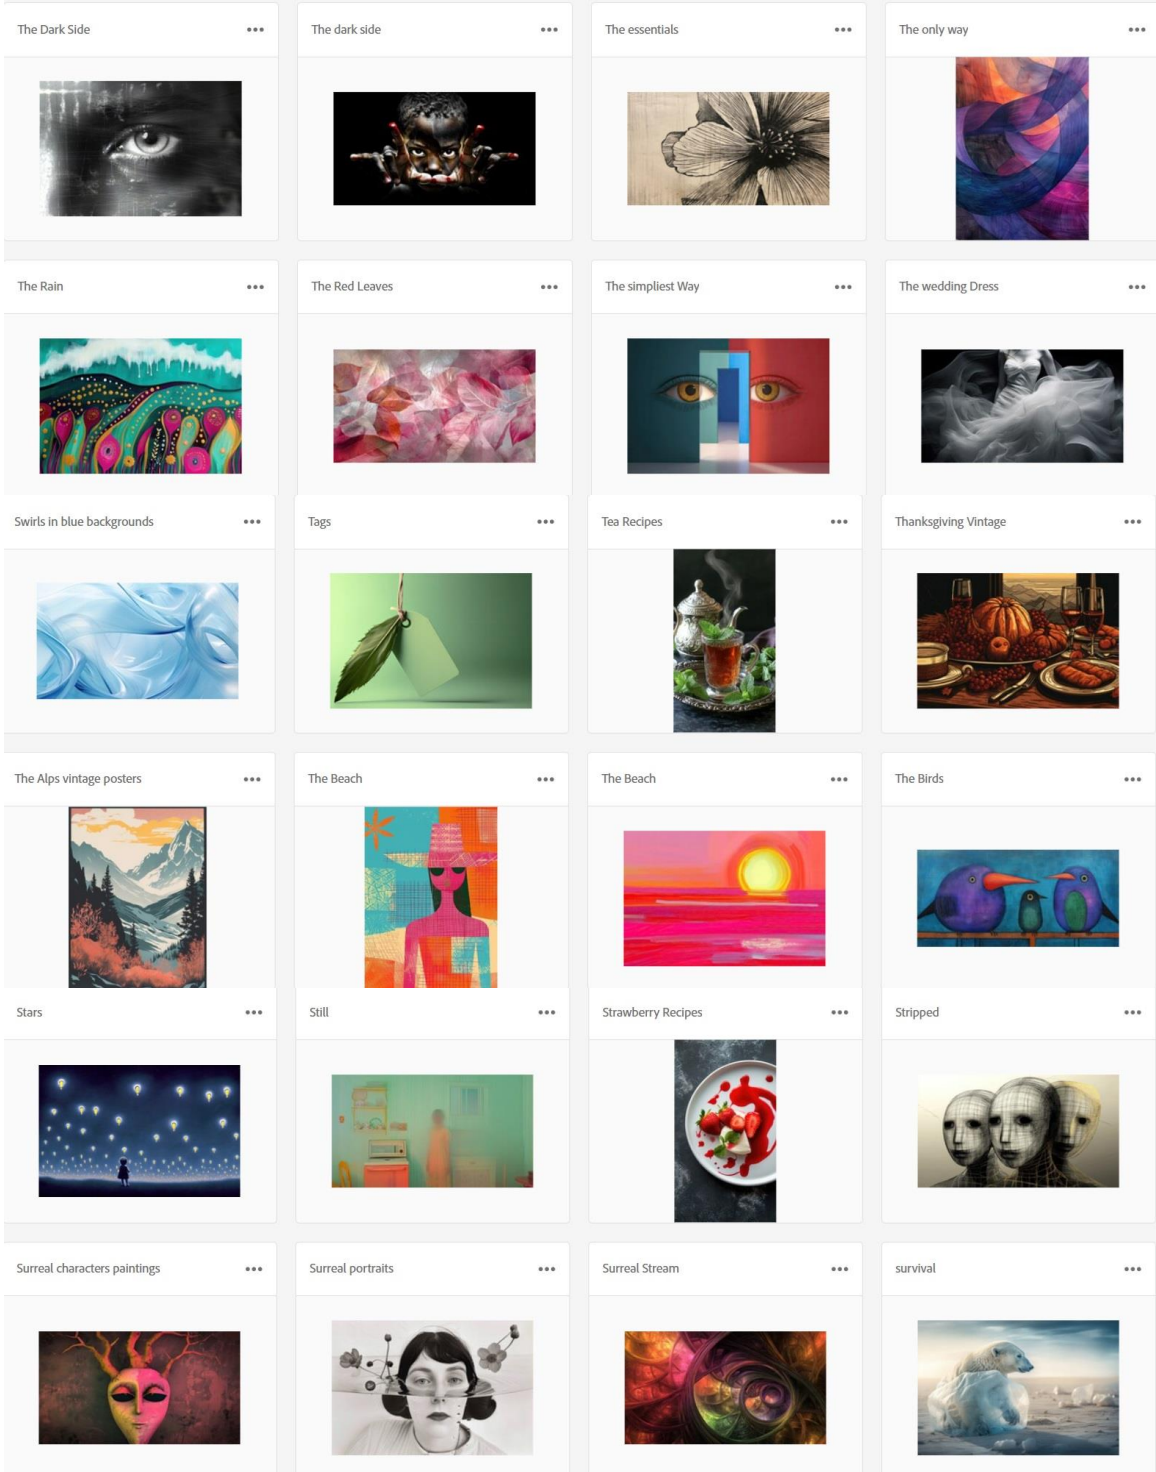 The Dark Side
The dark side
The essentials
The only way
The Rain
The Red Leaves
The simpliest Way
The wedding Dress
Swirls in blue backgrounds
Tags
Tea Recipes
Thanksgiving Vintage
The Alps vintage posters
The Beach
The Beach
The Birds
Stars
Still
Strawberry Recipes
Stripped
Surreal characters paintings
Surreal portraits
Surreal Stream
survival